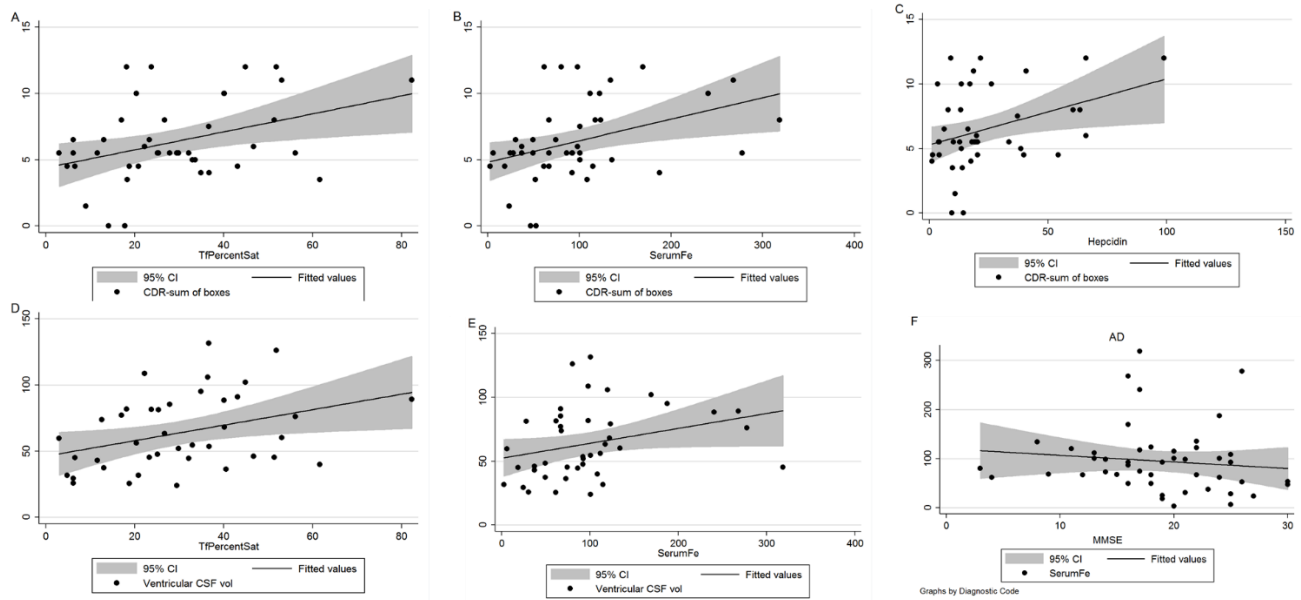 A
15
10
5
0
0 20 40 60 80
TfPercentSat
95% CI Fitted values
CDR-sum of boxes
B
15
10
5
0
0 100 200 300 400
SerumFe
95% CI Fitted values
CDR-sum of boxes
C
15
10
5
0
0 50 100 150
Hepcidin
95% CI Fitted values
CDR-sum of boxes
D
150
100
50
0
0 20 40 60 80
TfPercentSat
95% CI Fitted values
Ventricular CSF vol
E
150
100
50
0
0 100 200 300 400
SerumFe
95% CI Fitted values
Ventricular CSF vol
F
AD
300
200
100
0
0 10 20 30
MMSE
95% CI Fitted values
SerumFe
Graphs by Diagnostic Code